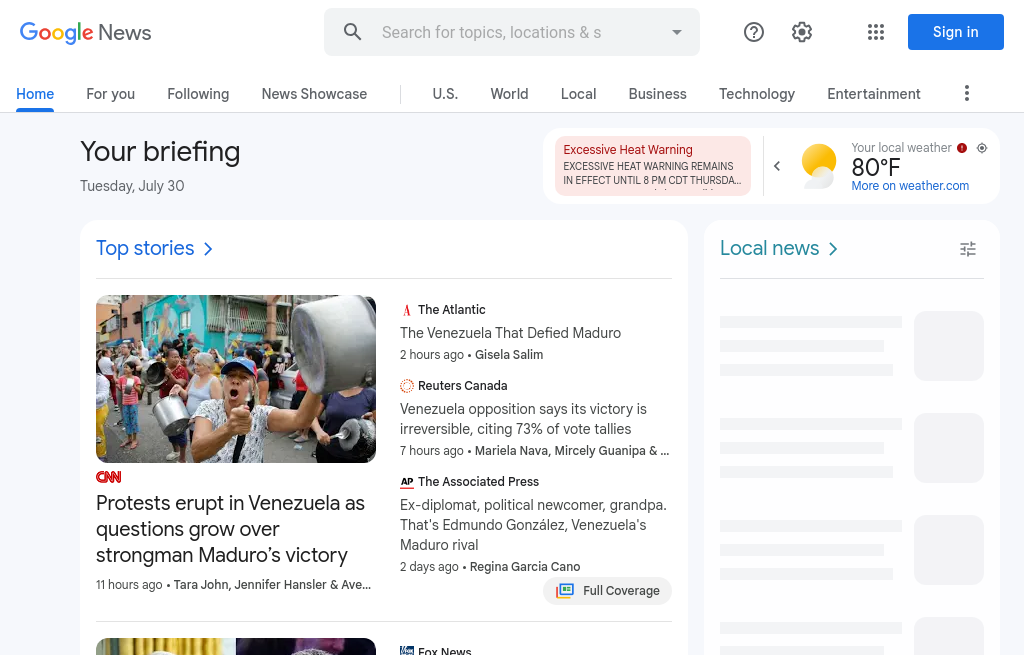 Google News
Search for topics, locations & s
Sign in
Home
For you
Following
News Showcase
U.S.
World
Local
Business
Technology
Entertainment
Your briefing
Tuesday, July 30
Excessive Heat Warning
EXCESSIVE HEAT WARNING REMAINS
IN EFFECT UNTIL 8 PM CDT THURSDA...
Your local weather
80°F
More on weather.com
Top stories
CNN
Protests erupt in Venezuela as
questions grow over
strongman Maduro’s victory
11 hours ago • Tara John, Jennifer Hansler & Ave...
The Atlantic
The Venezuela That Defied Maduro
2 hours ago • Gisela Salim
Reuters Canada
Venezuela opposition says its victory is
irreversible, citing 73% of vote tallies
7 hours ago • Mariela Nava, Mircely Guanipa & ...
AP The Associated Press
Ex-diplomat, political newcomer, grandpa.
That's Edmundo González, Venezuela's
Maduro rival
2 days ago • Regina Garcia Cano
Full Coverage
Fox News
Local news